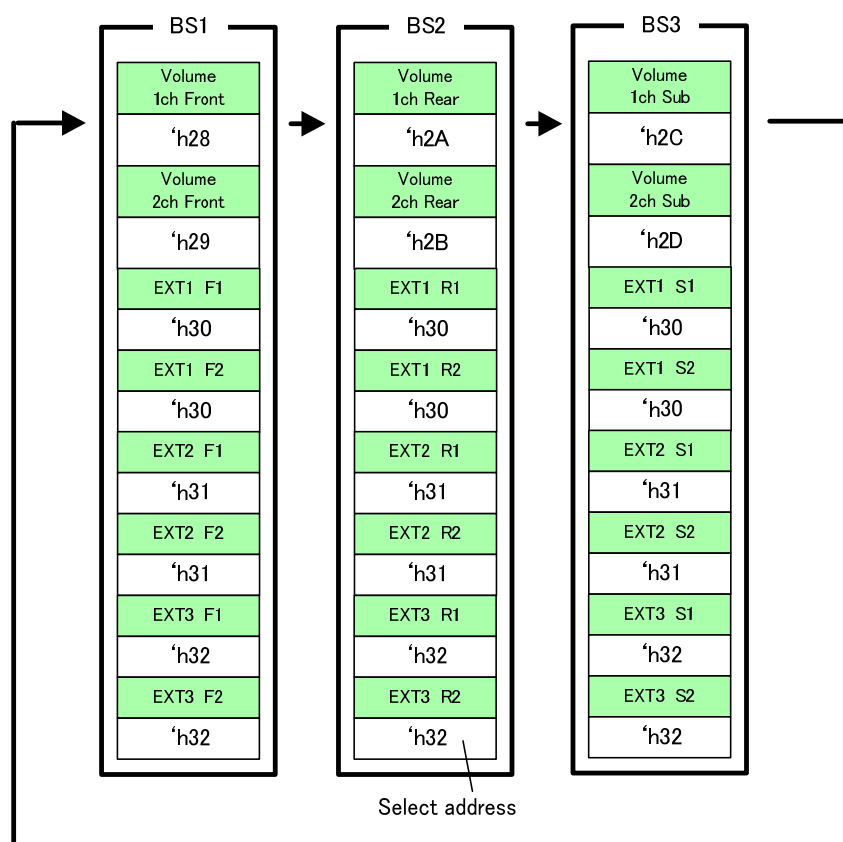 BS1
Volume
1ch Front
‘h28
Volume
2ch Front
‘h29
EXT1 F1
‘h30
EXT1 F2
‘h30
EXT2 F1
‘h31
EXT2 F2
‘h31
EXT3 F1
‘h32
EXT3 F2
‘h32
BS2
Volume
1ch Rear
‘h2A
Volume
2ch Rear
‘h2B
EXT1 R1
‘h30
EXT1 R2
‘h30
EXT2 R1
‘h31
EXT2 R2
‘h31
EXT3 R1
‘h32
EXT3 R2
‘h32
Select address
BS3
Volume
1ch Sub
‘h2C
Volume
2ch Sub
‘h2D
EXT1 S1
‘h30
EXT1 S2
‘h30
EXT2 S1
‘h31
EXT2 S2
‘h31
EXT3 S1
‘h32
EXT3 S2
‘h32